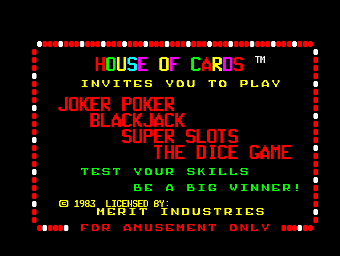 HOUSE OF CARDS ™
INVITES YOU TO PLAY
JOKER POKER
BLACKJACK
SUPER SLOTS
THE DICE GAME
TEST YOUR SKILLS
BE A BIG WINNER!
© 1983 LICENSED BY:
MERIT INDUSTRIES
FOR AMUSEMENT ONLY